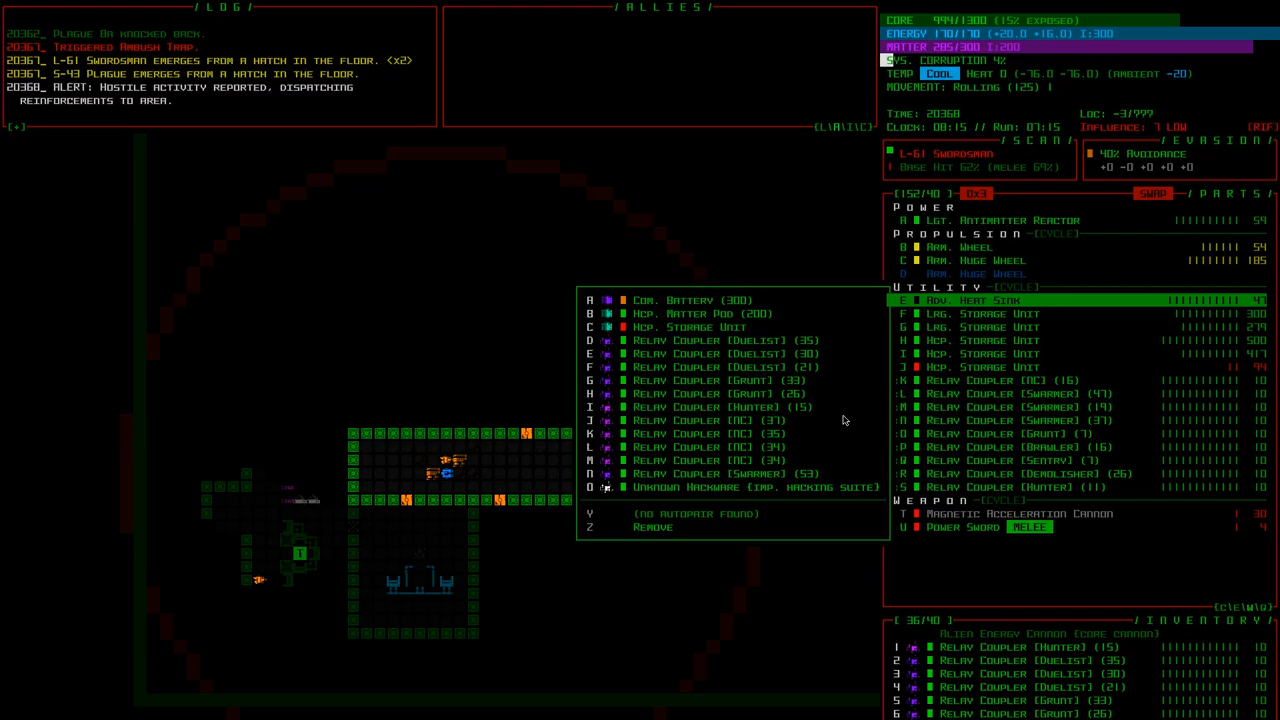 / LOG /
20362_ Plague 8a knocked back.
20367_ Triggered Ambush Trap.
20367_ L-61 Swordsman emerges from a hatch in the floor. <x2>
20367_ S-43 Plague emerges from a hatch in the floor.
20368_ ALERT: Hostile activity reported, dispatching
reinforcements to area.
[+]
/ ALLIES /
(L\A\I\C)
CORE 994/1300 (15% EXPOSED)
ENERGY 170/170 (+20.0 +16.0) I:300
MATTER 285/300 I:200
SYS. CORRUPTION 4%
TEMP Cool Heat 0 (-76.0 -76.0) (AMBIENT -20)
MOVEMENT: Rolling (125) 1
Time: 20368 Loc: -3/???
Clock: 08:15 // Run: 07:15 Influence: 7 LOW [RIF]
/ SCAN /
L-61 Swordsman
Base Hit 62% (melee 69%)
/ EVASION
40% Avoidance
+0 -0 +0 +0 +0
[152/40 ] 0x3 SWAP / PARTS /
Power
A Lgt. Antimatter Reactor 59
Propulsion [CYCLE]
B Arm. Wheel 54
C Arm. Huge Wheel 185
D Arm. Huge Wheel
Utility [CYCLE]
E Adv. Heat Sink 47
F Lrg. Storage Unit 300
G Lrg. Storage Unit 279
H Hcp. Storage Unit 500
I Hcp. Storage Unit 417
J Hcp. Storage Unit 94
:K Relay Coupler [NC] (16) 10
:L Relay Coupler [Swarmer] (47) 10
:M Relay Coupler [Swarmer] (19) 10
:N Relay Coupler [Swarmer] (37) 10
:O Relay Coupler [Grunt] (7) 10
:P Relay Coupler [Brawler] (16) 10
:Q Relay Coupler [Sentry] (7) 10
:R Relay Coupler [Demolisher] (26) 10
:S Relay Coupler [Hunter] (11) 10
Weapon [CYCLE]
T Magnetic Acceleration Cannon 30
U Power Sword MELEE 4
(C\E\W\Q)
A Com. Battery (300)
B Hcp. Matter Pod (200)
C Hcp. Storage Unit
D Relay Coupler [Duelist] (35)
E Relay Coupler [Duelist] (30)
F Relay Coupler [Duelist] (21)
G Relay Coupler [Grunt] (33)
H Relay Coupler [Grunt] (26)
I Relay Coupler [Hunter] (15)
J Relay Coupler [NC] (37)
K Relay Coupler [NC] (35)
L Relay Coupler [NC] (34)
M Relay Coupler [NC] (34)
N Relay Coupler [Swarmer] (53)
O Unknown Hackware {Imp. Hacking Suite}
Y (no autopair found)
Z Remove
[ 36/40 ] / INVENTORY /
Alien Energy Cannon {core cannon}
1 Relay Coupler [Hunter] (15) 10
2 Relay Coupler [Duelist] (35) 10
3 Relay Coupler [Duelist] (30) 10
4 Relay Coupler [Duelist] (21) 10
5 Relay Coupler [Grunt] (33) 10
6 Relay Coupler [Grunt] (26) 10
T